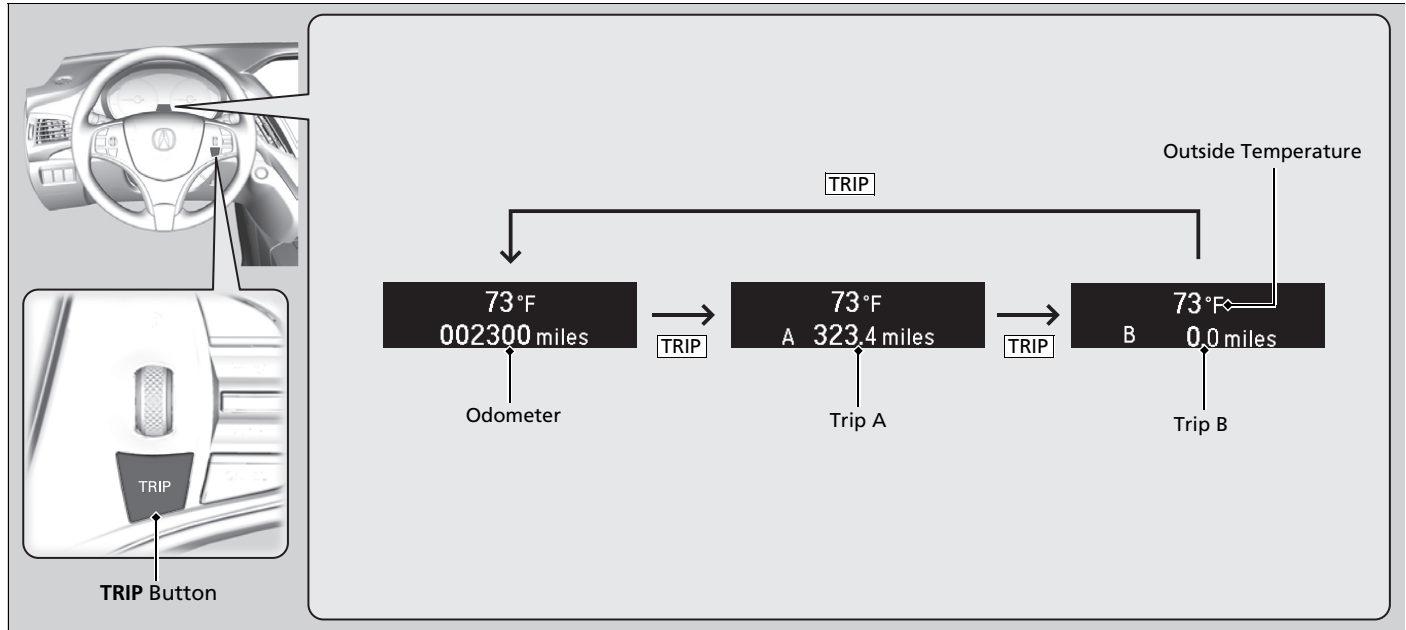 Outside Temperature
TRIP
73°F
002300 miles
TRIP
73°F
A 323.4 miles
TRIP
73°F
B 0.0 miles
Odometer
Trip A
Trip B
TRIP
TRIP Button